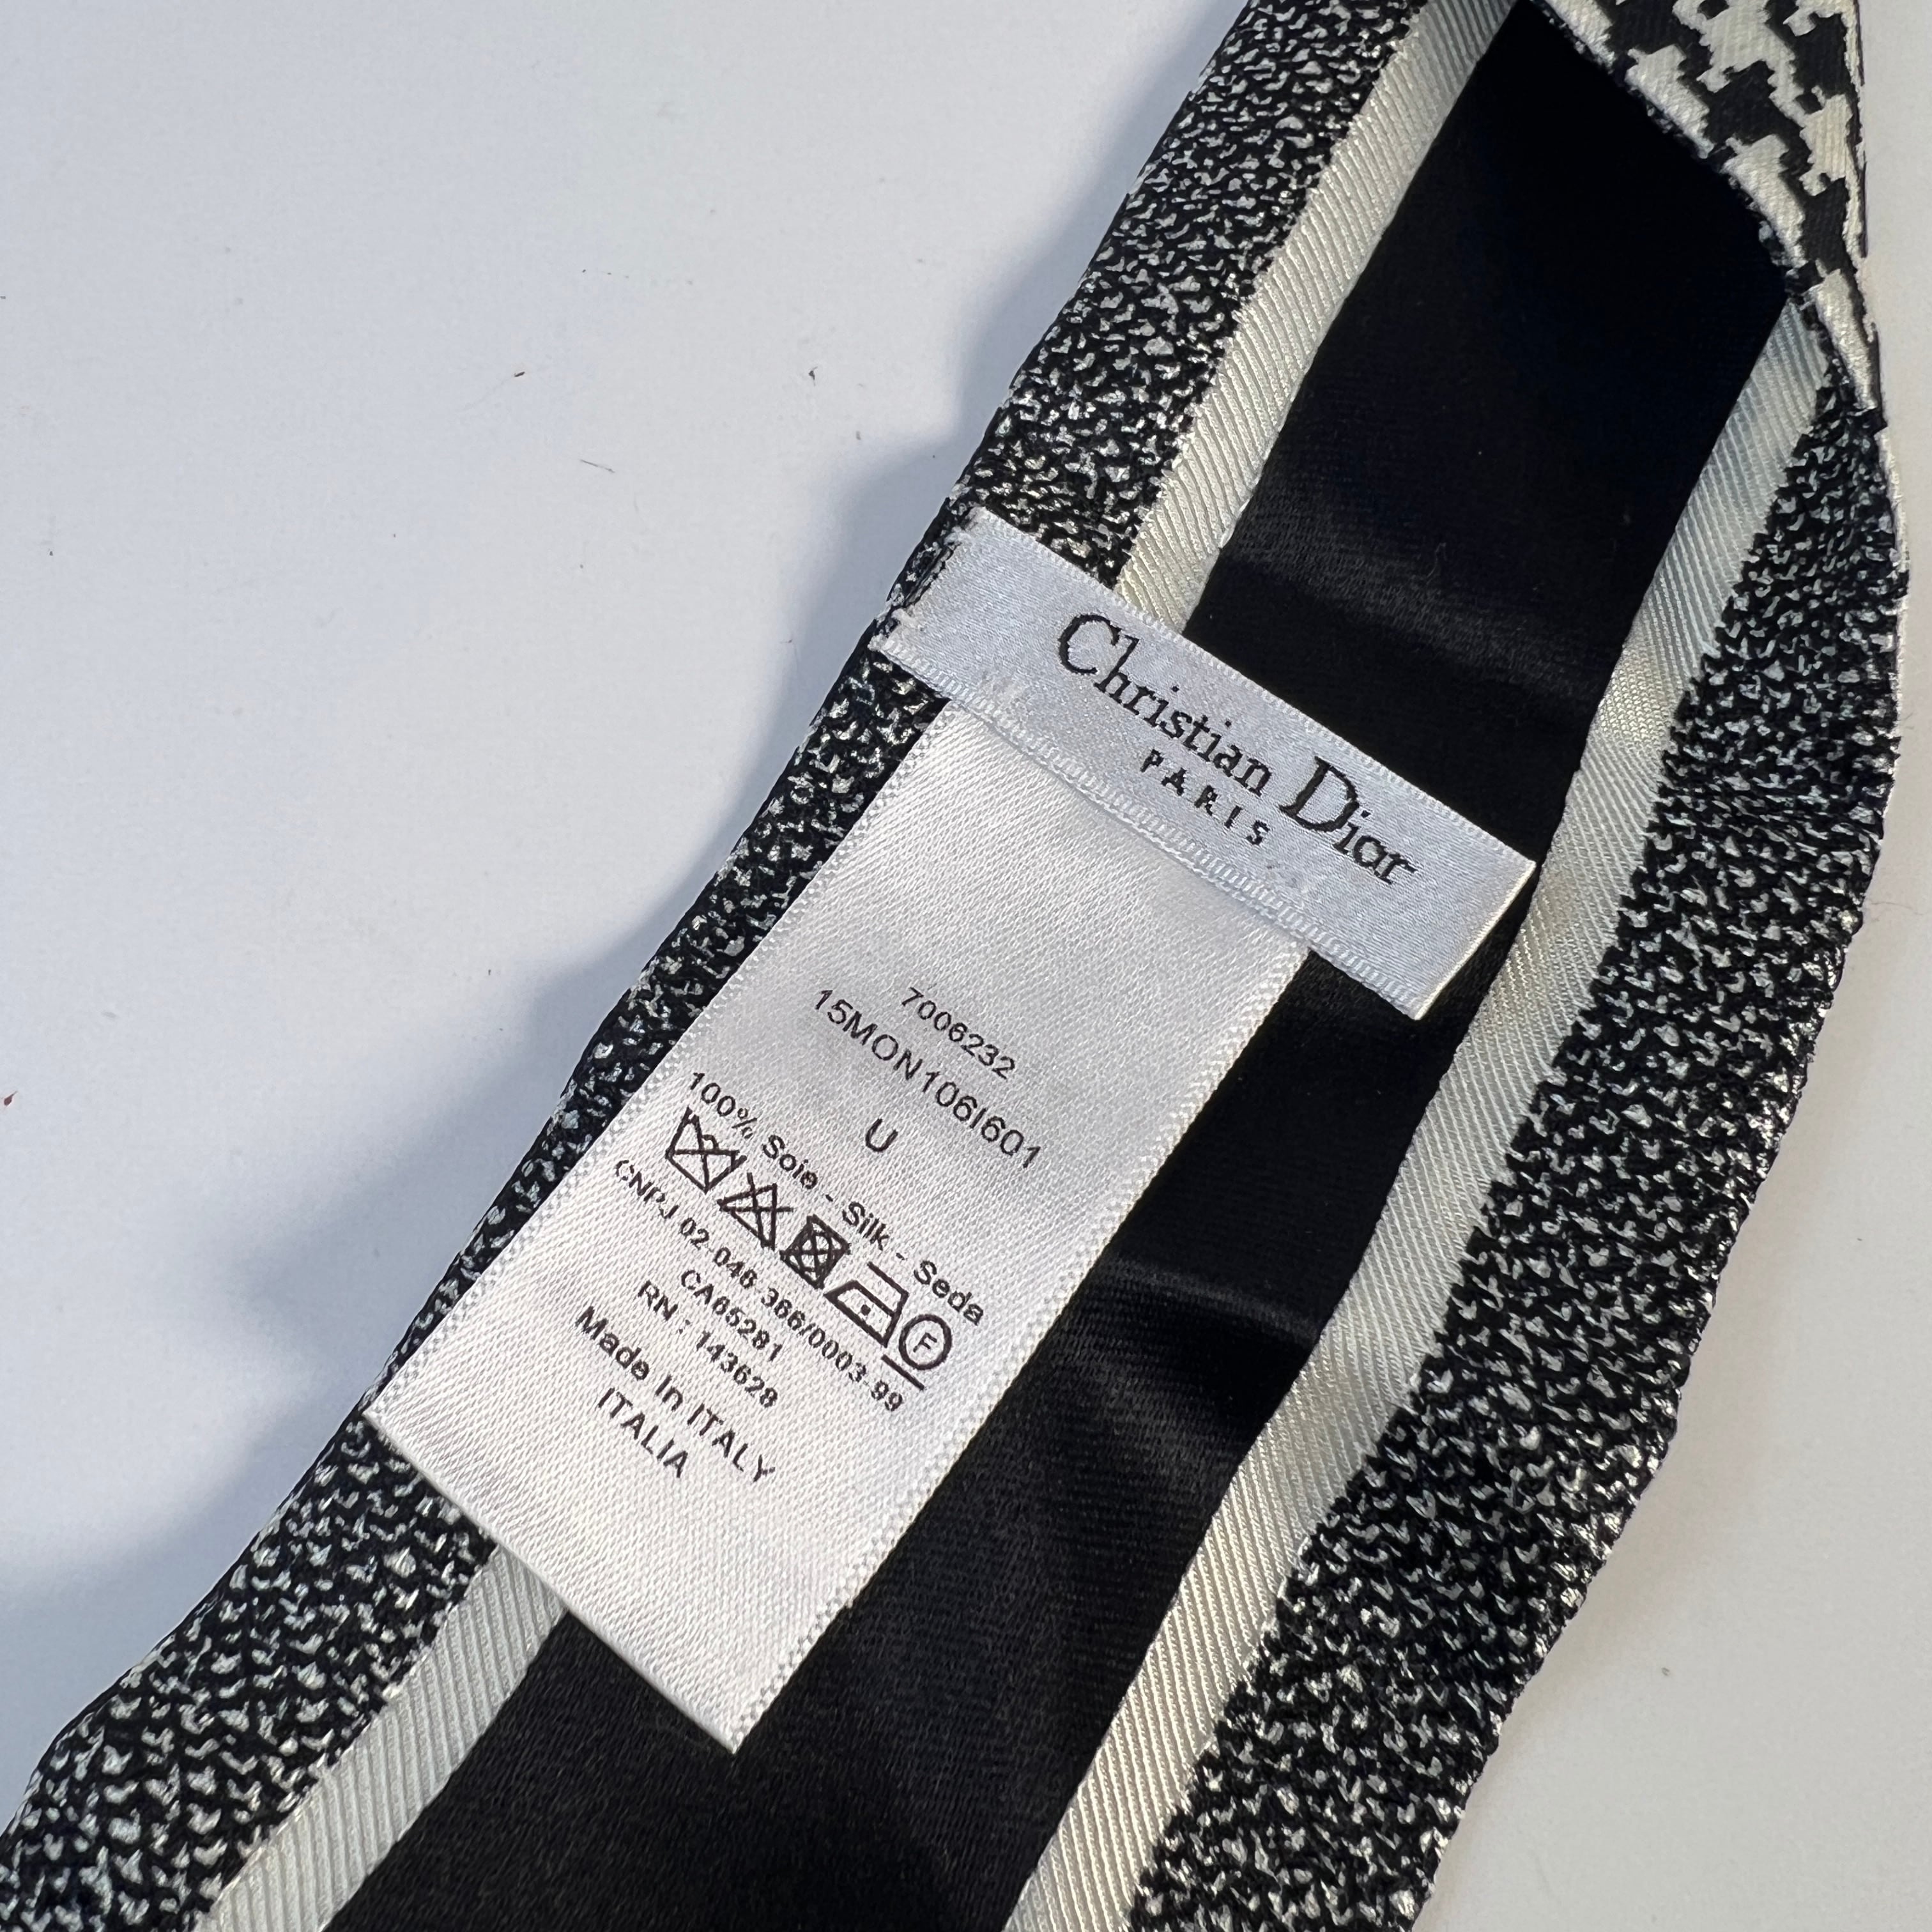 Christian Dior
PARIS
7006232
15MON106I601
U
100% Soie - Silk - Seda
F
CNPJ 02-046 366/0003-99
CA65281
RN : 143628
Made In ITALY
ITALIA